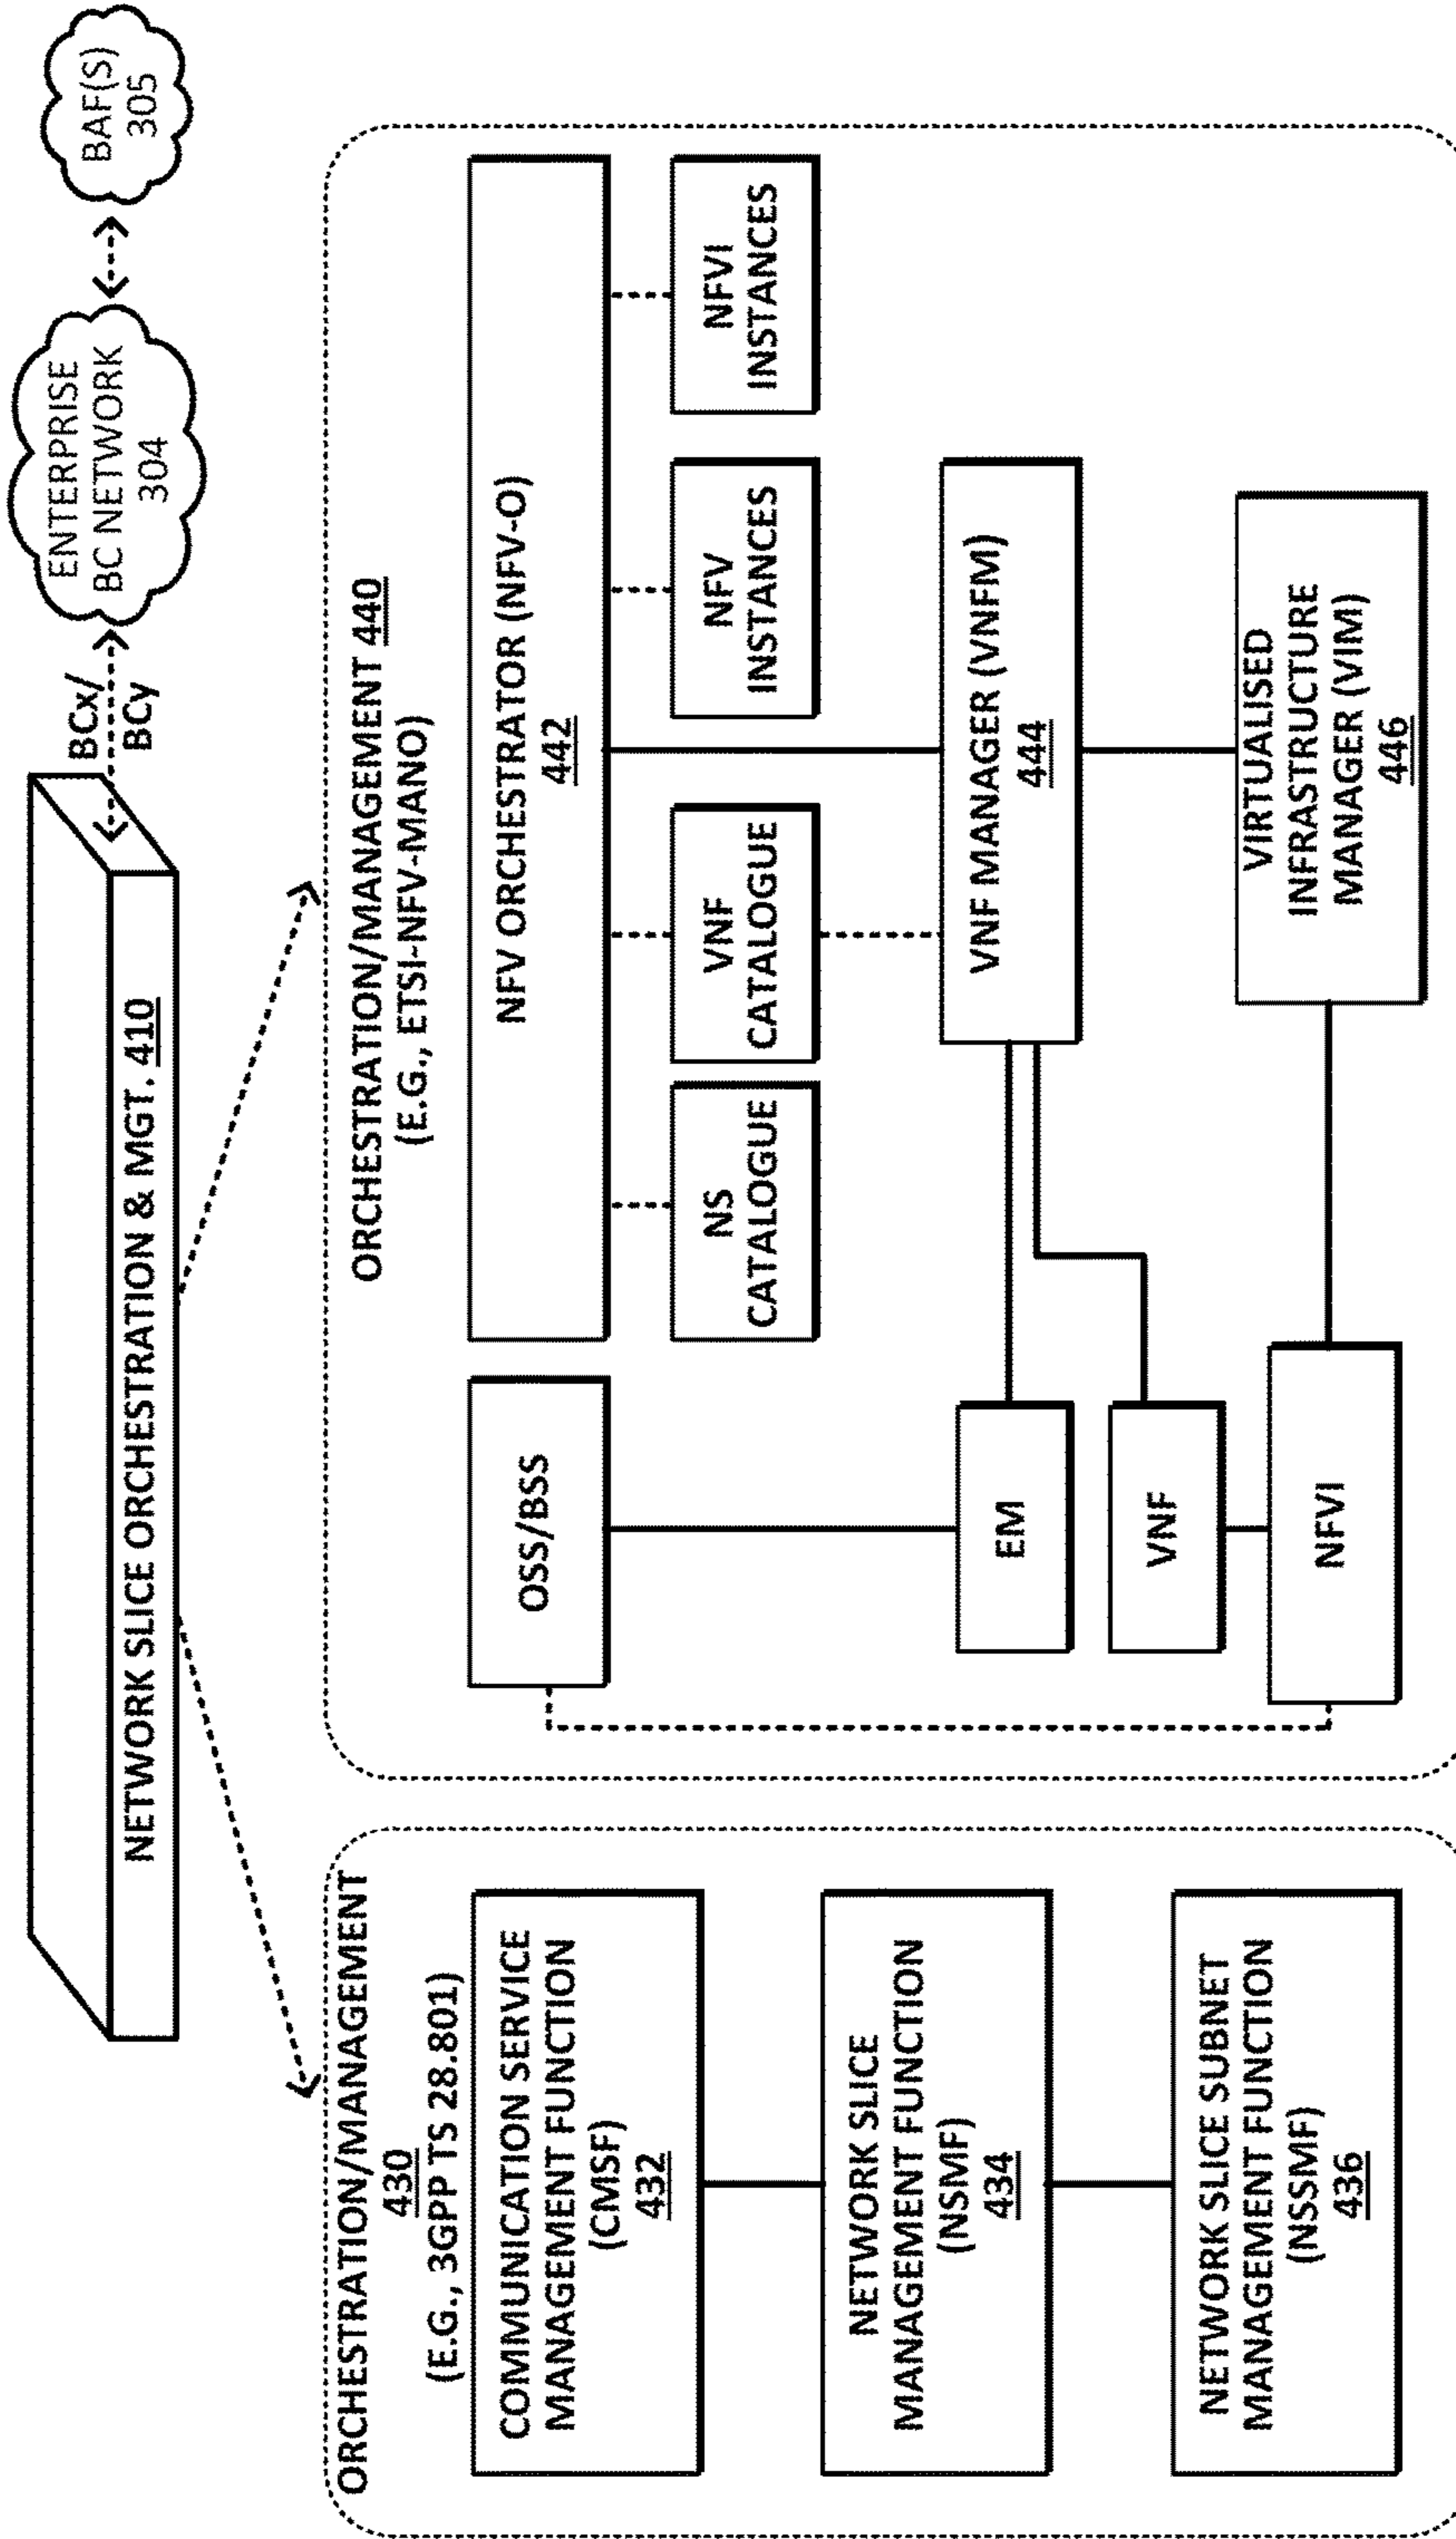 NETWORK SLICE ORCHESTRATION & MGT. 410
BCx/
BCy
ENTERPRISE
BC NETWORK
304
BAF(S)
305
ORCHESTRATION/MANAGEMENT
430
(E.G., 3GPP TS 28.801)
COMMUNICATION SERVICE
MANAGEMENT FUNCTION
(CMSF)
432
NETWORK SLICE
MANAGEMENT FUNCTION
(NSMF)
434
NETWORK SLICE SUBNET
MANAGEMENT FUNCTION
(NSSMF)
436
ORCHESTRATION/MANAGEMENT 440
(E.G., ETSI-NFV-MANO)
OSS/BSS
NFV ORCHESTRATOR (NFV-O)
442
NS
CATALOGUE
VNF
CATALOGUE
NFV
INSTANCES
NFVI
INSTANCES
EM
VNF MANAGER (VNFM)
444
VNF
NFVI
VIRTUALISED
INFRASTRUCTURE
MANAGER (VIM)
446